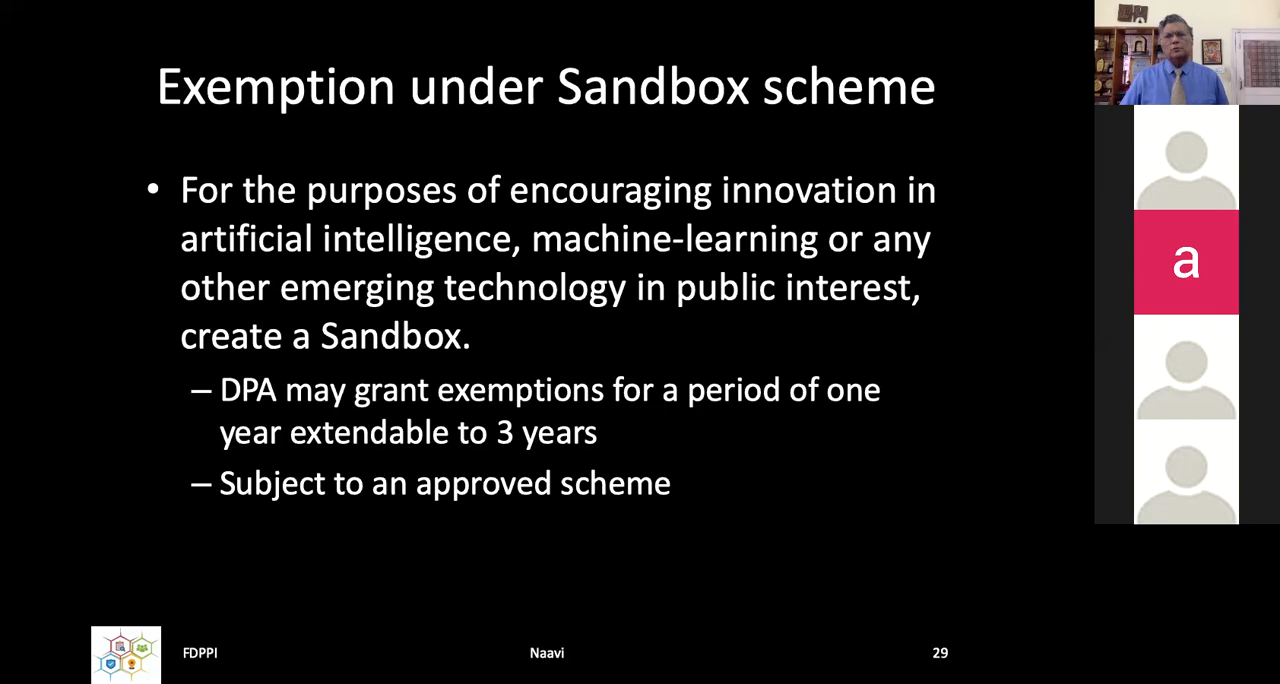 Exemption under Sandbox scheme
• For the purposes of encouraging innovation in
artificial intelligence, machine-learning or any
other emerging technology in public interest,
create a Sandbox.
– DPA may grant exemptions for a period of one
year extendable to 3 years
– Subject to an approved scheme
a
FDPPI
Naavi
29